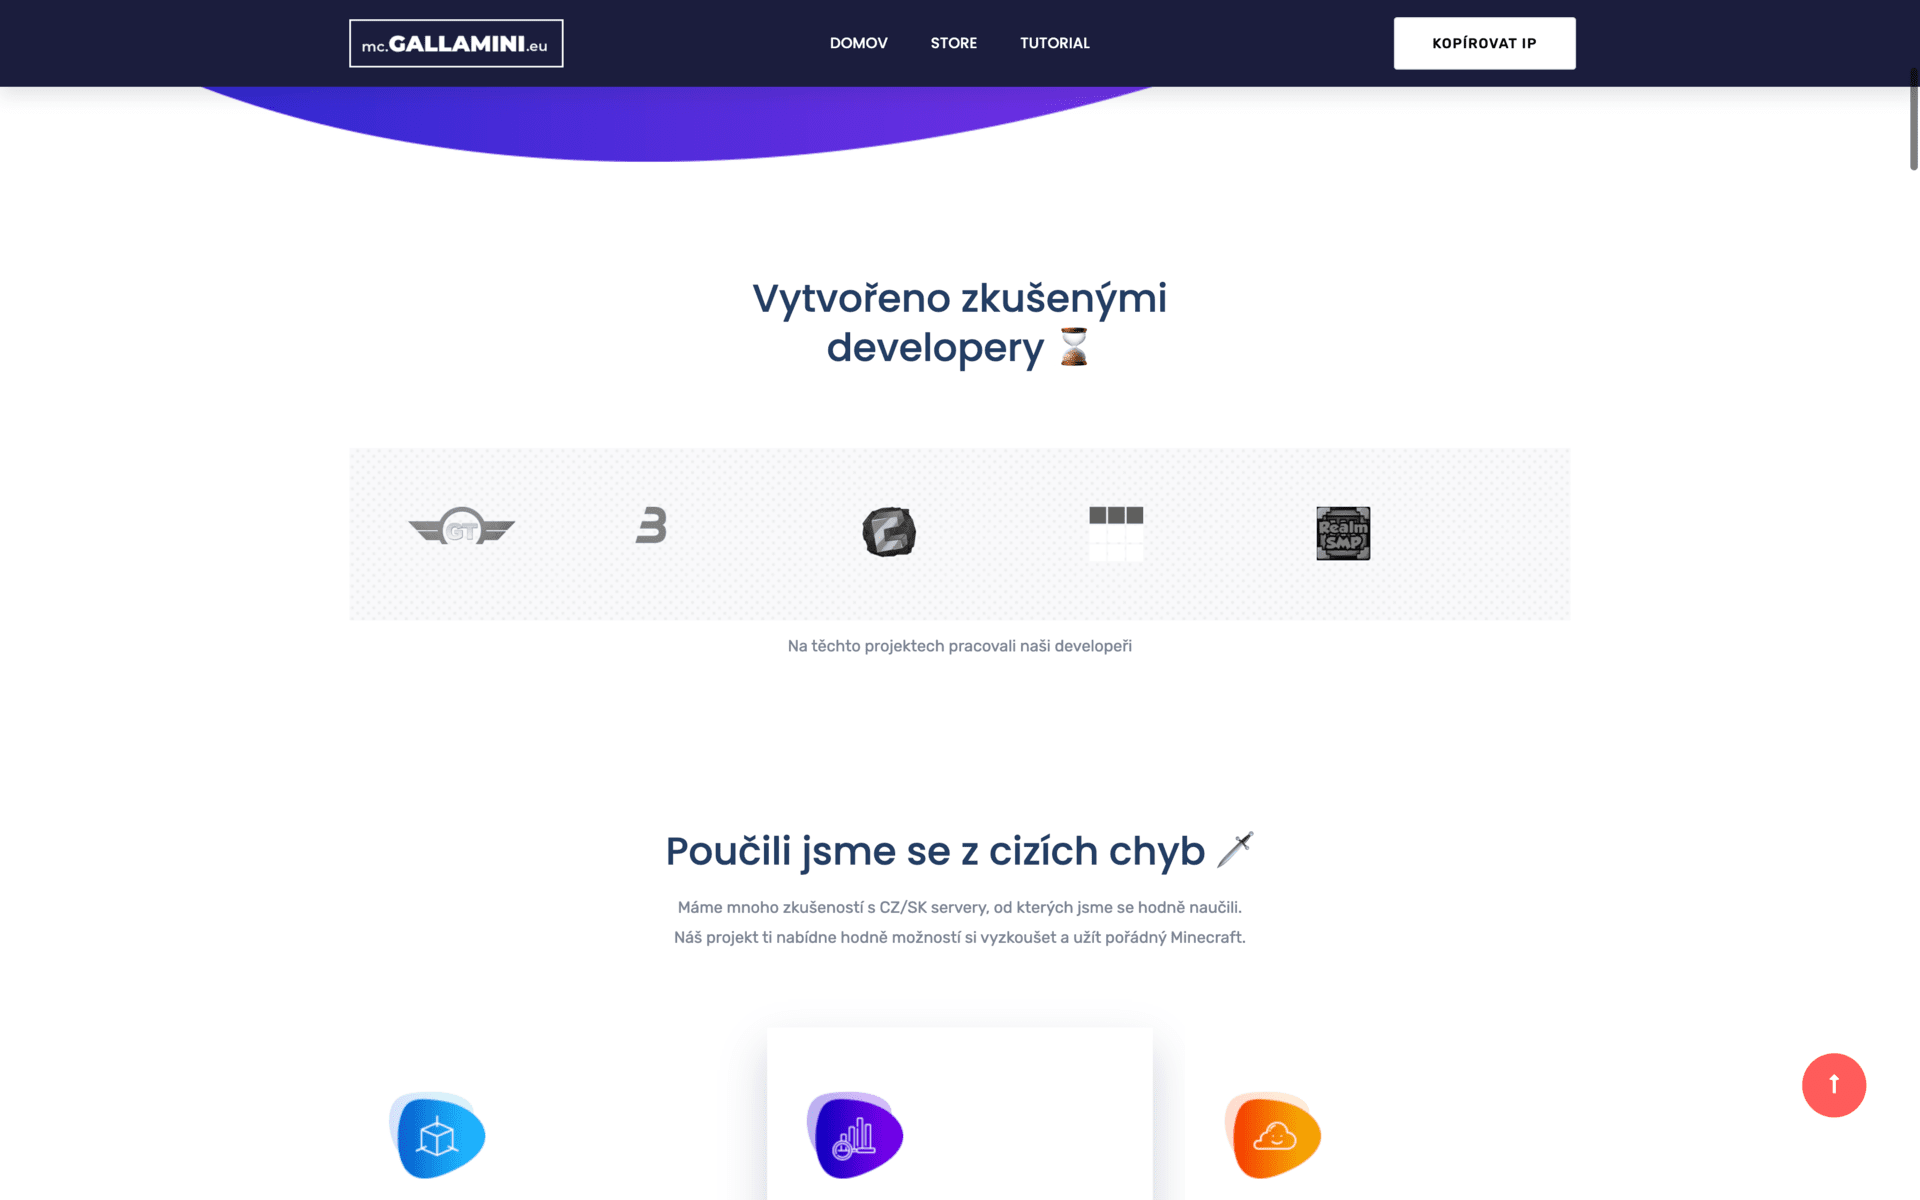 mc.GALLAMINI.eu
DOMOV
STORE
TUTORIAL
KOPÍROVAT IP
Vytvořeno zkušenými
developery
GT
B
Realm
SMP
Na těchto projektech pracovali naši developeři
Poučili jsme se z cizích chyb
Máme mnoho zkušeností s CZ/SK servery, od kterých jsme se hodně naučili.
Náš projekt ti nabídne hodně možností si vyzkoušet a užít pořádný Minecraft.